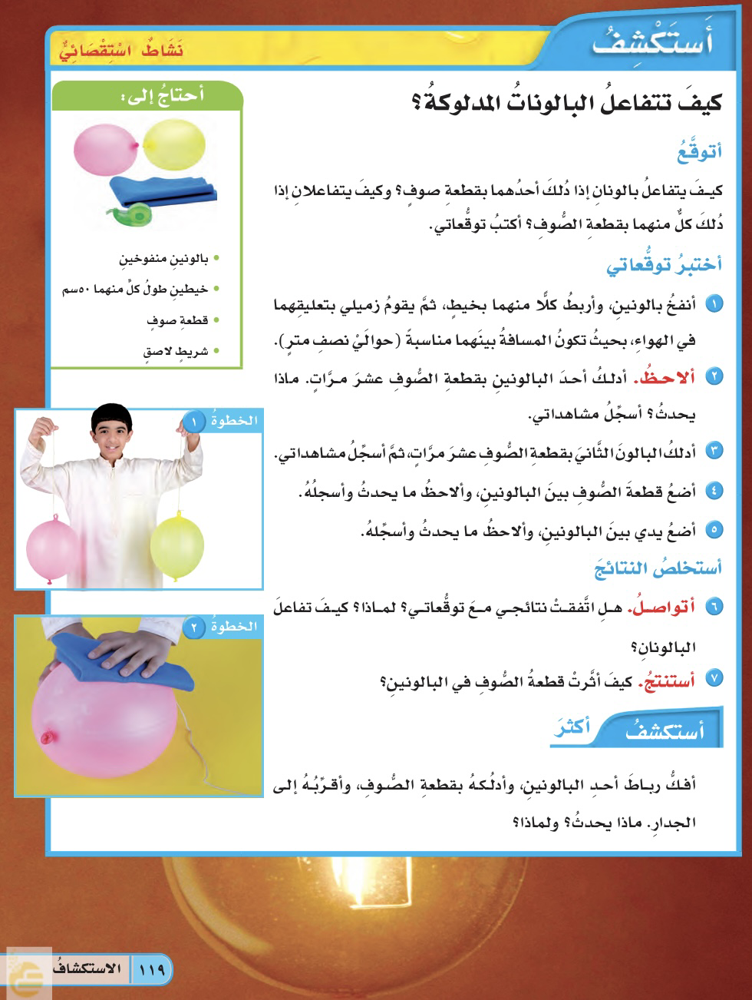 أَستَكْشِفُ
نَشَاطٌ اسْتِقْصَائِيٌّ
كيفَ تتفاعلُ البالوناتُ المدلوكةُ؟
أتوقَّعُ
كيفَ يتفاعلُ بالونانِ إذا دُلكَ أحدُهما بقطعةِ صوفٍ؟ وكيفَ يتفاعلانِ إذا
دُلكَ كلٌّ منهما بقطعةِ الصُّوفِ؟ أكتبُ توقُّعاتي.
أختبرُ توقُّعاتي
١ أنفخُ بالونينِ، وأربطُ كلًّا منهما بخيطٍ، ثمَّ يقومُ زميلي بتعليقِهما
في الهواءِ، بحيثُ تكونُ المسافةُ بينَهما مناسبةً (حوالَيْ نصفِ مترٍ).
٢ ألاحظُ. أدلكُ أحدَ البالونينِ بقطعةِ الصُّوفِ عشرَ مرَّاتٍ. ماذا
يحدثُ؟ أسجِّلُ مشاهداتي.
٣ أدلكُ البالونَ الثَّانيَ بقطعةِ الصُّوفِ عشرَ مرَّاتٍ، ثمَّ أسجِّلُ مشاهداتي.
٤ أضعُ قطعةَ الصُّوفِ بينَ البالونينِ، وألاحظُ ما يحدثُ وأسجلُهُ.
٥ أضعُ يدي بينَ البالونينِ، وألاحظُ ما يحدثُ وأسجِّلهُ.
أستخلصُ النتائجَ
٦ أتواصلُ. هلِ اتَّفقتْ نتائجي معَ توقُّعاتي؟ لماذا؟ كيفَ تفاعلَ
البالونانِ؟
٧ أستنتجُ. كيفَ أثَّرتْ قطعةُ الصُّوفِ في البالونينِ؟
أستكشفُ أكثرَ
أفكُّ رباطَ أحدِ البالونينِ، وأدلُكهُ بقطعةِ الصُّوفِ، وأقرِّبُهُ إلى
الجدارِ. ماذا يحدثُ؟ ولماذا؟
أحتاجُ إلى:
• بالونينِ منفوخينِ
• خيطينِ طولُ كلِّ منهما ٥٠سم
• قطعةِ صوفٍ
• شريطٍ لاصقٍ
الخطوةُ ١
الخطوةُ ٢
١١٩ الاستكشافُ